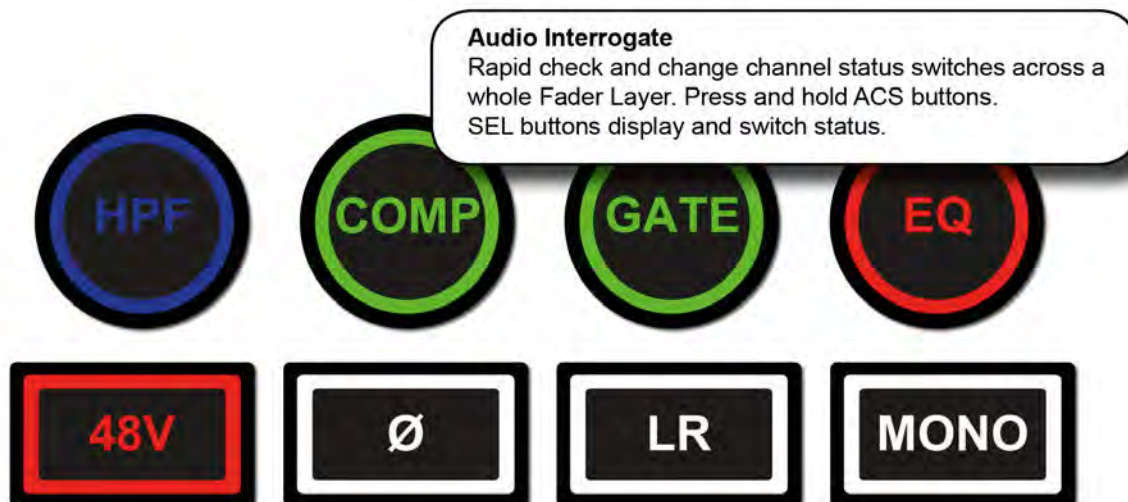 Audio Interrogate
Rapid check and change channel status switches across a
whole Fader Layer. Press and hold ACS buttons.
SEL buttons display and switch status.
HPF COMP GATE EQ
48V Ø LR MONO